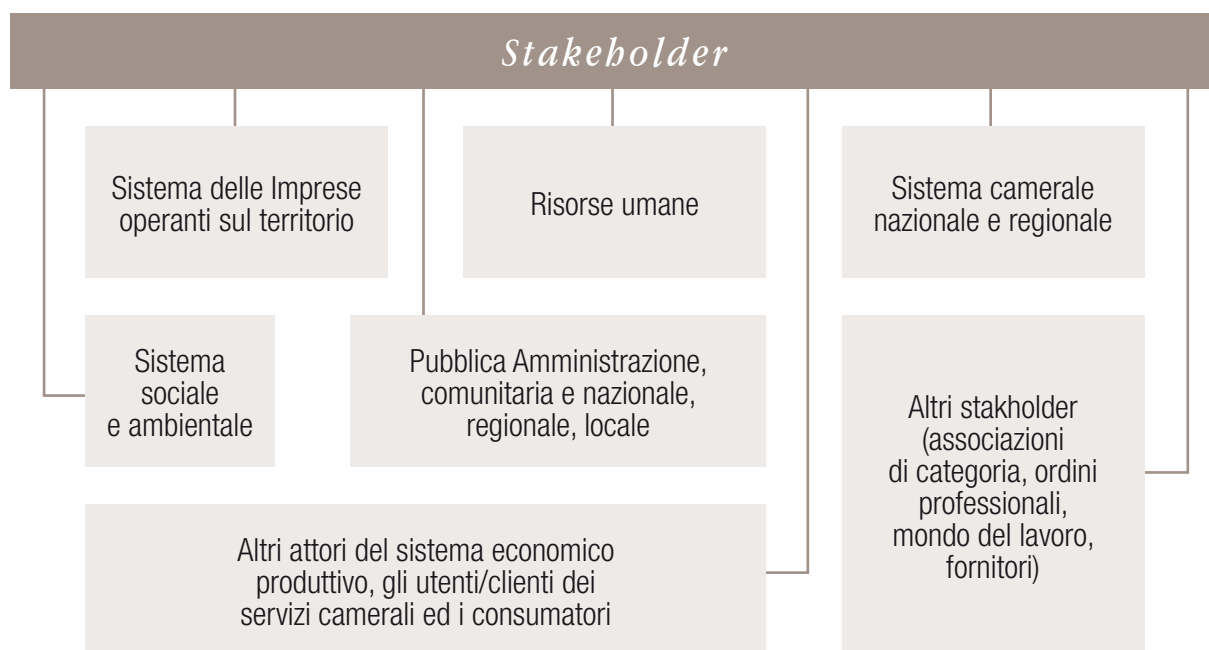 Stakeholder
Sistema delle Imprese
operanti sul territorio
Risorse umane
Sistema camerale
nazionale e regionale
Sistema
sociale
e ambientale
Pubblica Amministrazione,
comunitaria e nazionale,
regionale, locale
Altri stakholder
(associazioni
di categoria, ordini
professionali,
mondo del lavoro,
fornitori)
Altri attori del sistema economico
produttivo, gli utenti/clienti dei
servizi camerali ed i consumatori